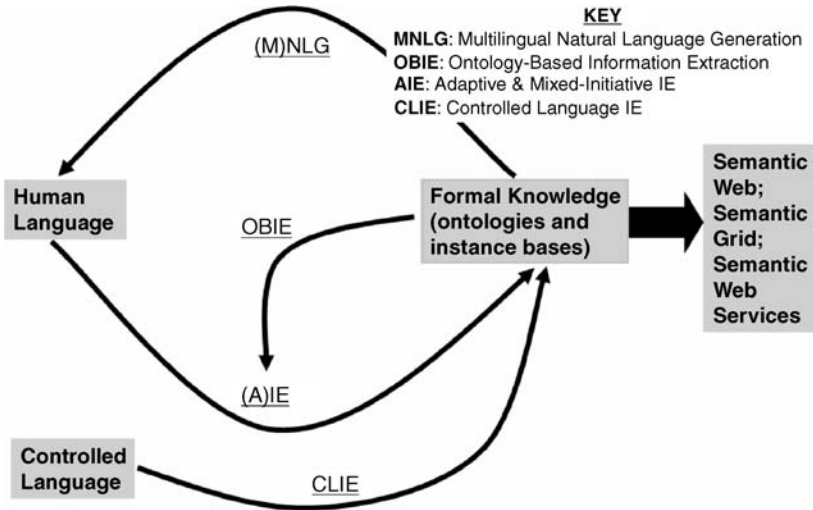 KEY
(M)NLG
MNLG: Multilingual Natural Language Generation
OBIE: Ontology-Based Information Extraction
AIE: Adaptive & Mixed-Initiative IE
CLIE: Controlled Language IE
Human
Language
OBIE
Formal Knowledge
(ontologies and
instance bases)
Semantic
Web;
Semantic
Grid;
Semantic
Web
Services
(A)IE
Controlled
Language
CLIE